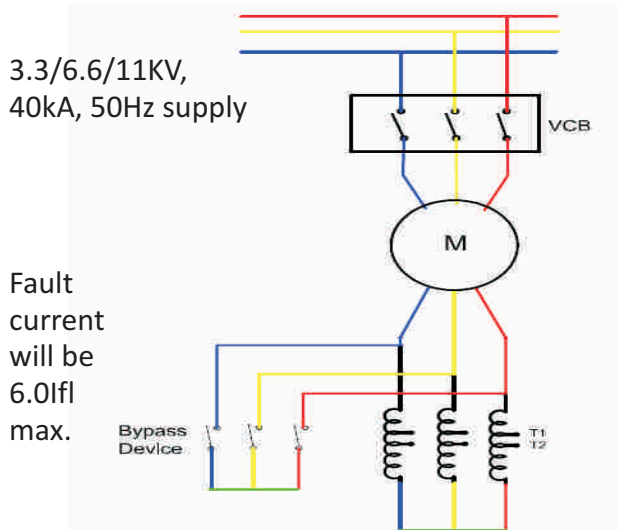 3.3/6.6/11KV,
40kA, 50Hz supply
VCB
M
Fault
current
will be
6.0Ifl
max.
Bypass
Device
T1
T2